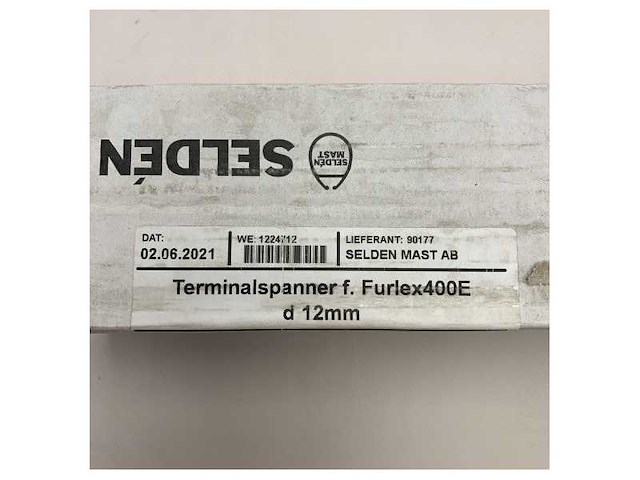 SELDÉN
SELDÉN
MAST
DAT:
02.06.2021
WE: 1224712
LIEFERANT: 90177
SELDEN MAST AB
Terminalspanner f. Furlex400E
d 12mm